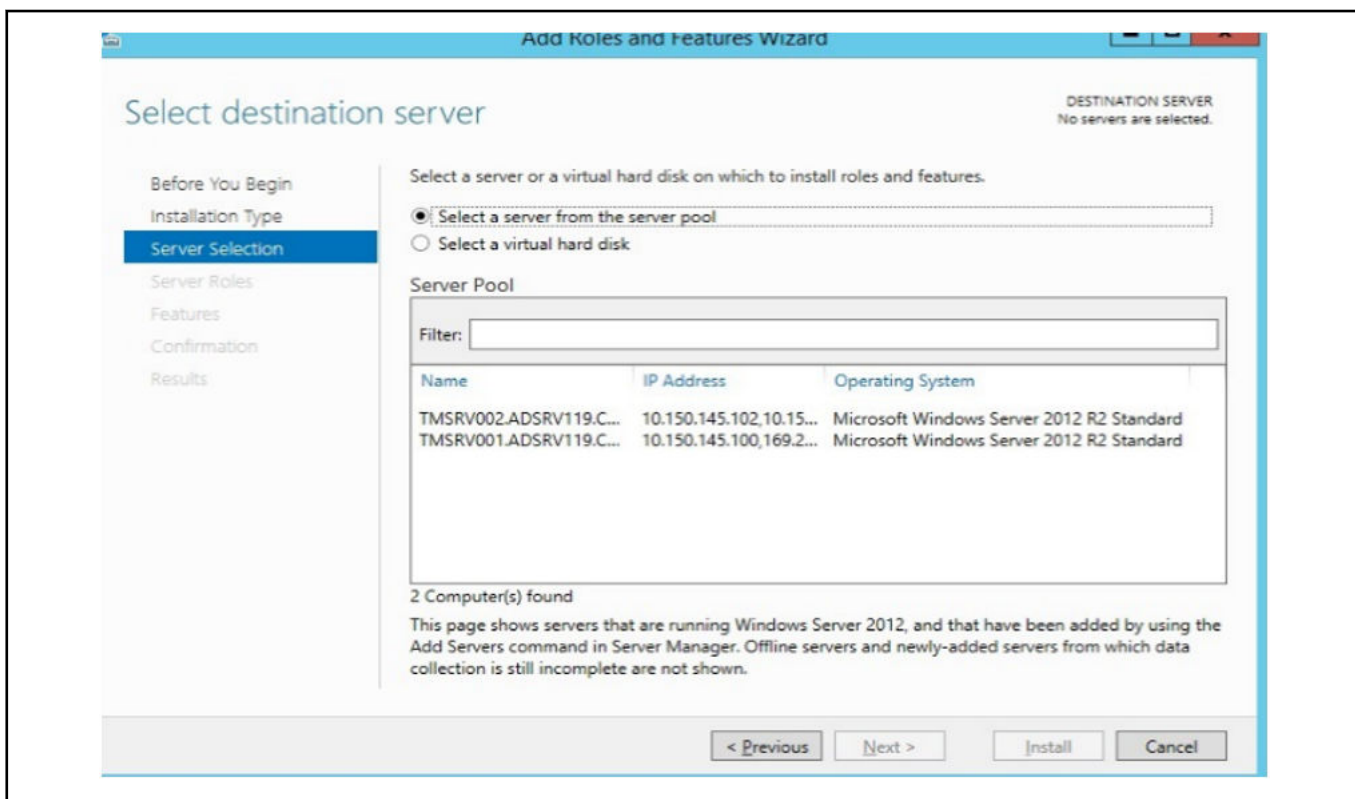 Add Roles and Features Wizard
Select destination server
DESTINATION SERVER
No servers are selected.
Before You Begin
Installation Type
Server Selection
Server Roles
Features
Confirmation
Results
Select a server or a virtual hard disk on which to install roles and features.
Select a server from the server pool
Select a virtual hard disk
Server Pool
Filter:
Name IP Address Operating System
TMSRV002.ADSRV119.C... 10.150.145.102,10.15... Microsoft Windows Server 2012 R2 Standard
TMSRV001.ADSRV119.C... 10.150.145.100,169.2... Microsoft Windows Server 2012 R2 Standard
2 Computer(s) found
This page shows servers that are running Windows Server 2012, and that have been added by using the
Add Servers command in Server Manager. Offline servers and newly-added servers from which data
collection is still incomplete are not shown.
< Previous Next > Install Cancel